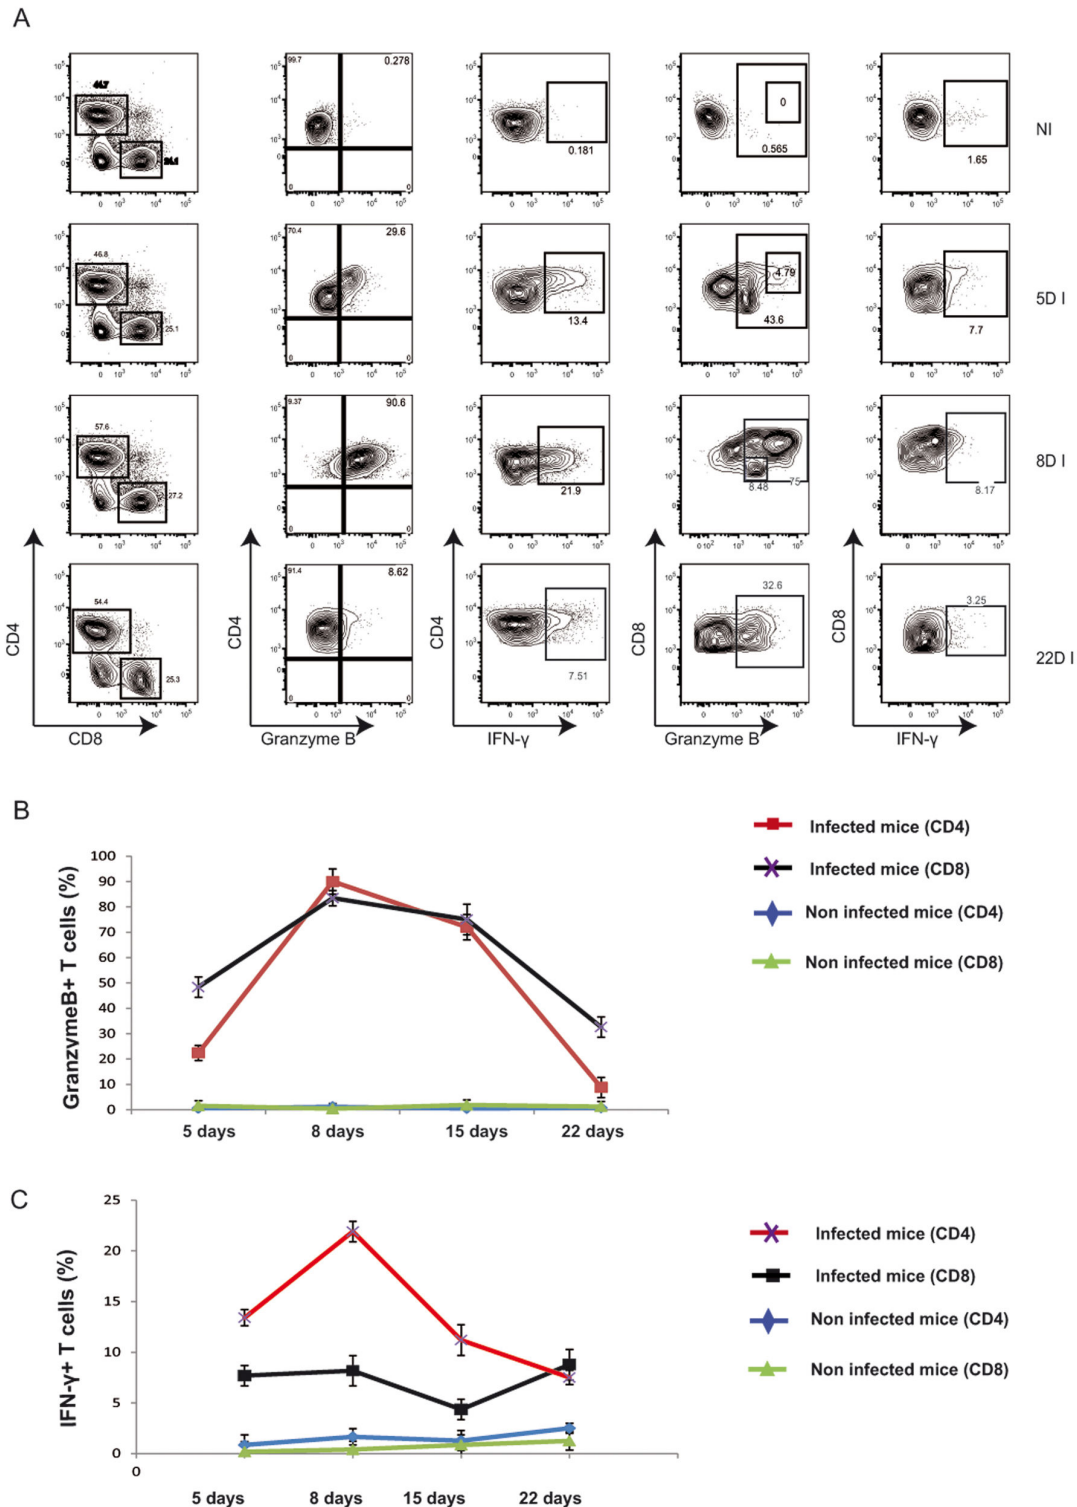 A
44.7
99.7 0.278
0
24.1
0.181
0.565
1.65
NI
46.8
70.4 29.6
4.79
25.1
13.4
43.6
7.7
5D I
57.6
9.37 90.6
27.2
21.9
8.48 75
8.17
8D I
54.4
91.4 8.62
32.6
3.25
25.3
7.51
22D I
CD4
CD4
CD4
CD8
CD8
CD8
Granzyme B
IFN-γ
Granzyme B
IFN-γ
B
GranzymeB+ T cells (%)
100
90
80
70
60
50
40
30
20
10
0
5 days 8 days 15 days 22 days
Infected mice (CD4)
Infected mice (CD8)
Non infected mice (CD4)
Non infected mice (CD8)
C
IFN-γ+ T cells (%)
25
20
15
10
5
0
0
5 days 8 days 15 days 22 days
Infected mice (CD4)
Infected mice (CD8)
Non infected mice (CD4)
Non infected mice (CD8)